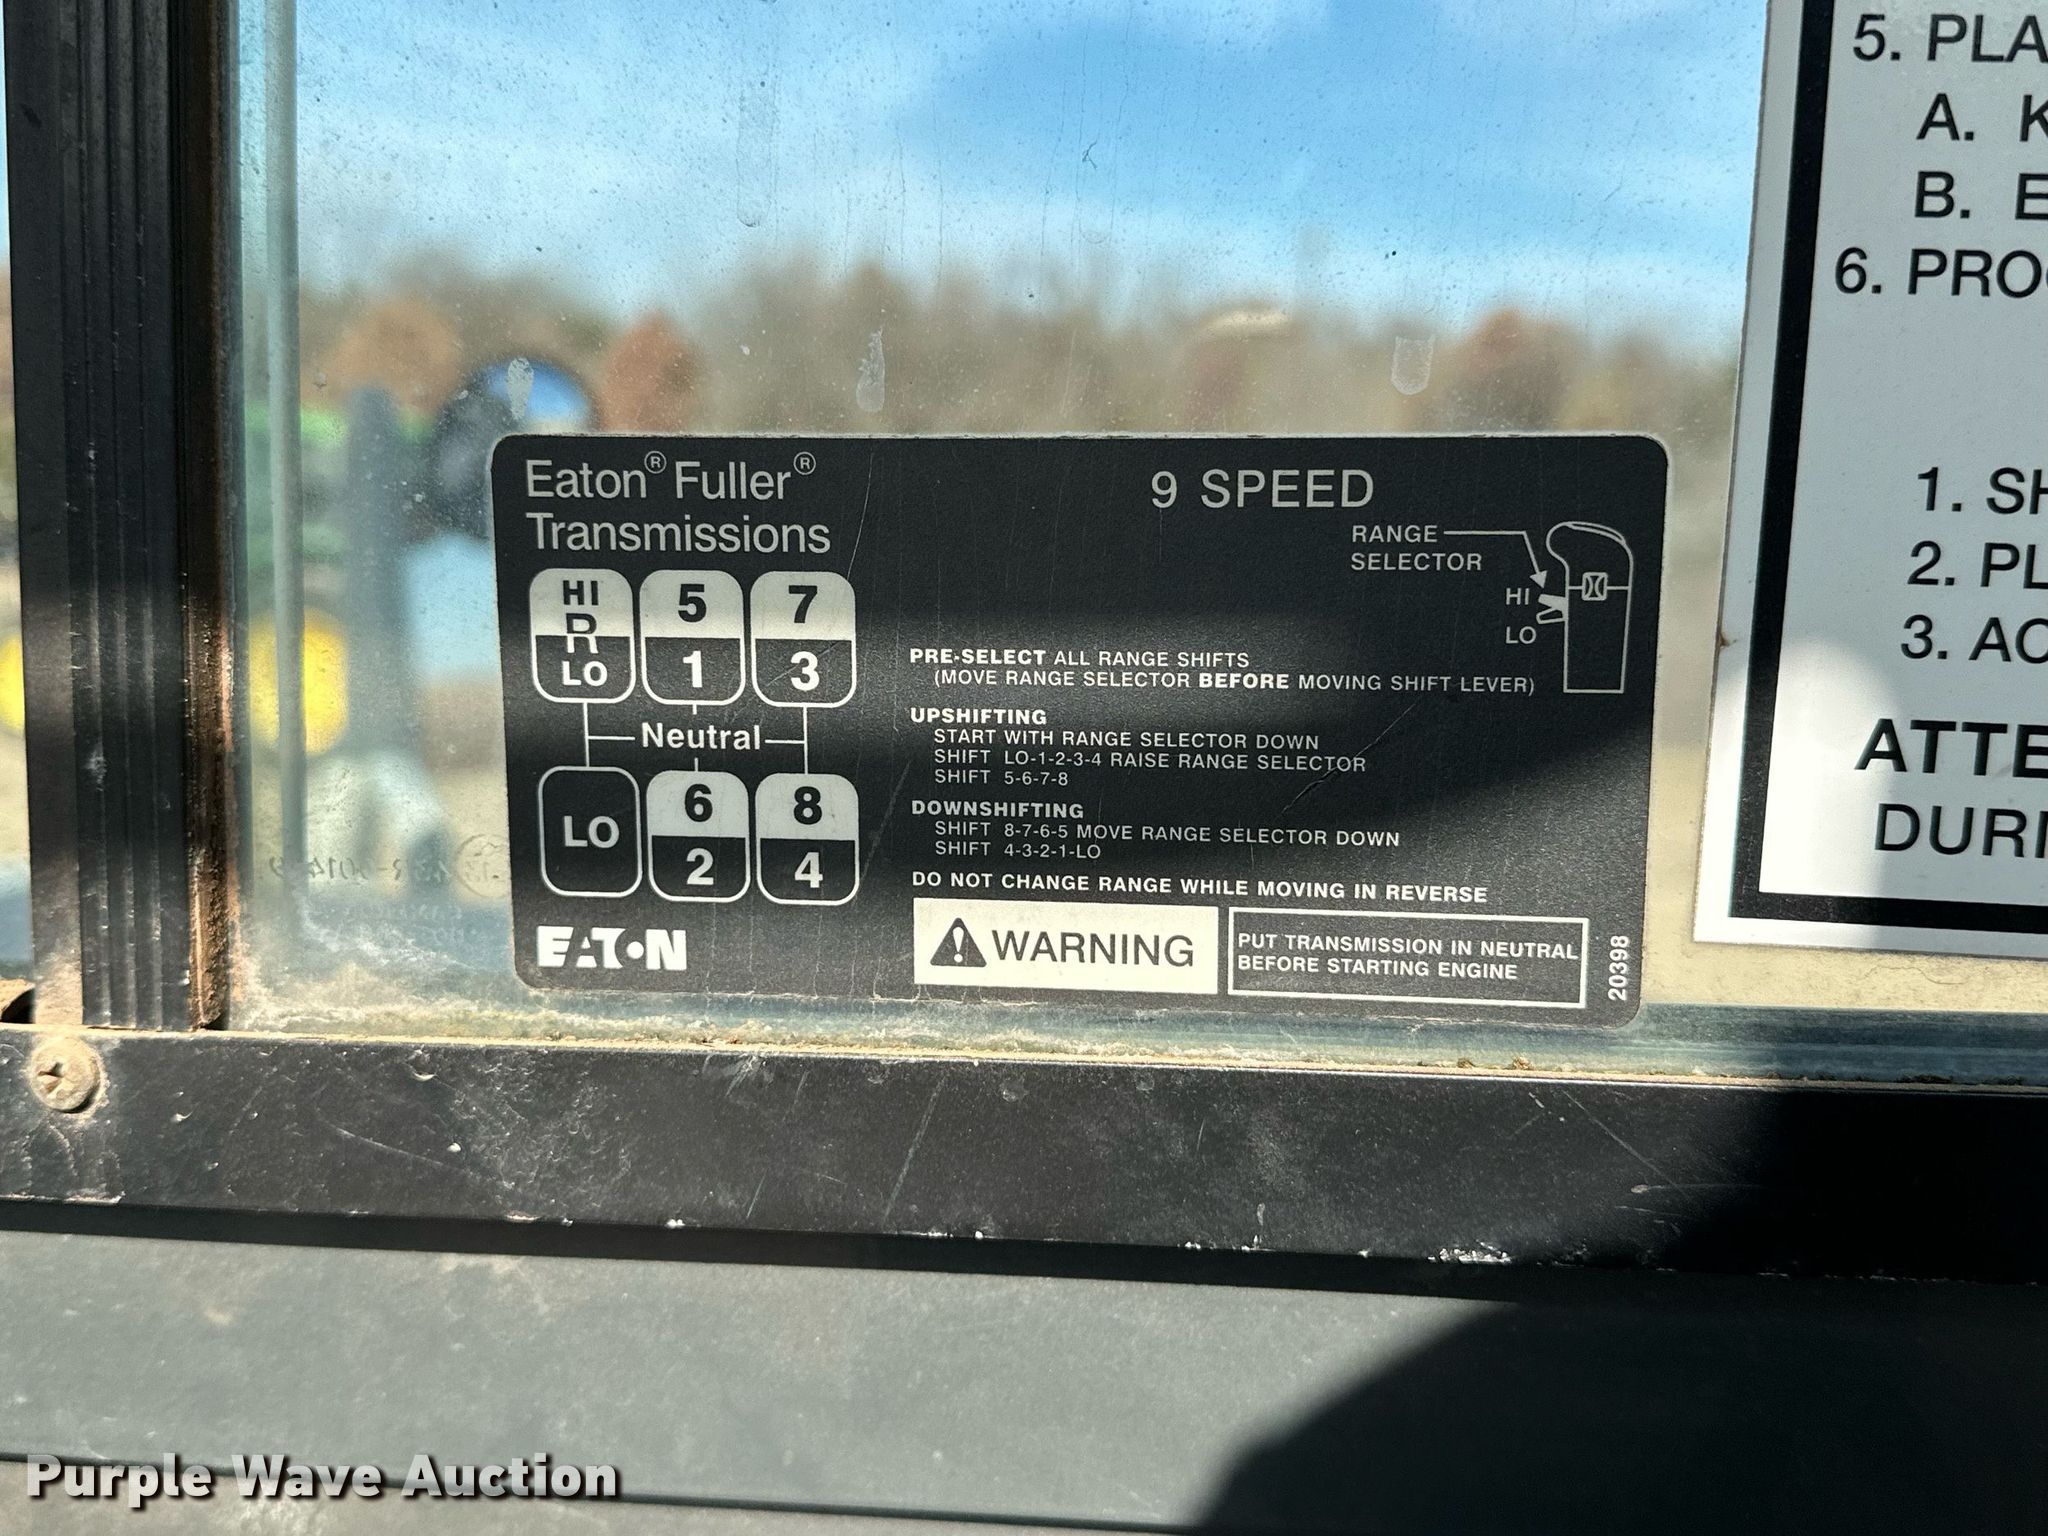 Eaton® Fuller®
Transmissions
9 SPEED
RANGE
SELECTOR
HI
LO
HI
R
LO
5
1
7
3
Neutral
LO
6
2
8
4
EATON
PRE-SELECT ALL RANGE SHIFTS
(MOVE RANGE SELECTOR BEFORE MOVING SHIFT LEVER)
UPSHIFTING
START WITH RANGE SELECTOR DOWN
SHIFT LO-1-2-3-4 RAISE RANGE SELECTOR
SHIFT 5-6-7-8
DOWNSHIFTING
SHIFT 8-7-6-5 MOVE RANGE SELECTOR DOWN
SHIFT 4-3-2-1-LO
DO NOT CHANGE RANGE WHILE MOVING IN REVERSE
WARNING
PUT TRANSMISSION IN NEUTRAL
BEFORE STARTING ENGINE
20398
5. PLA
A. K
B. E
6. PRO
1. SH
2. PL
3. AC
ATTE
DURI
Purple Wave Auction